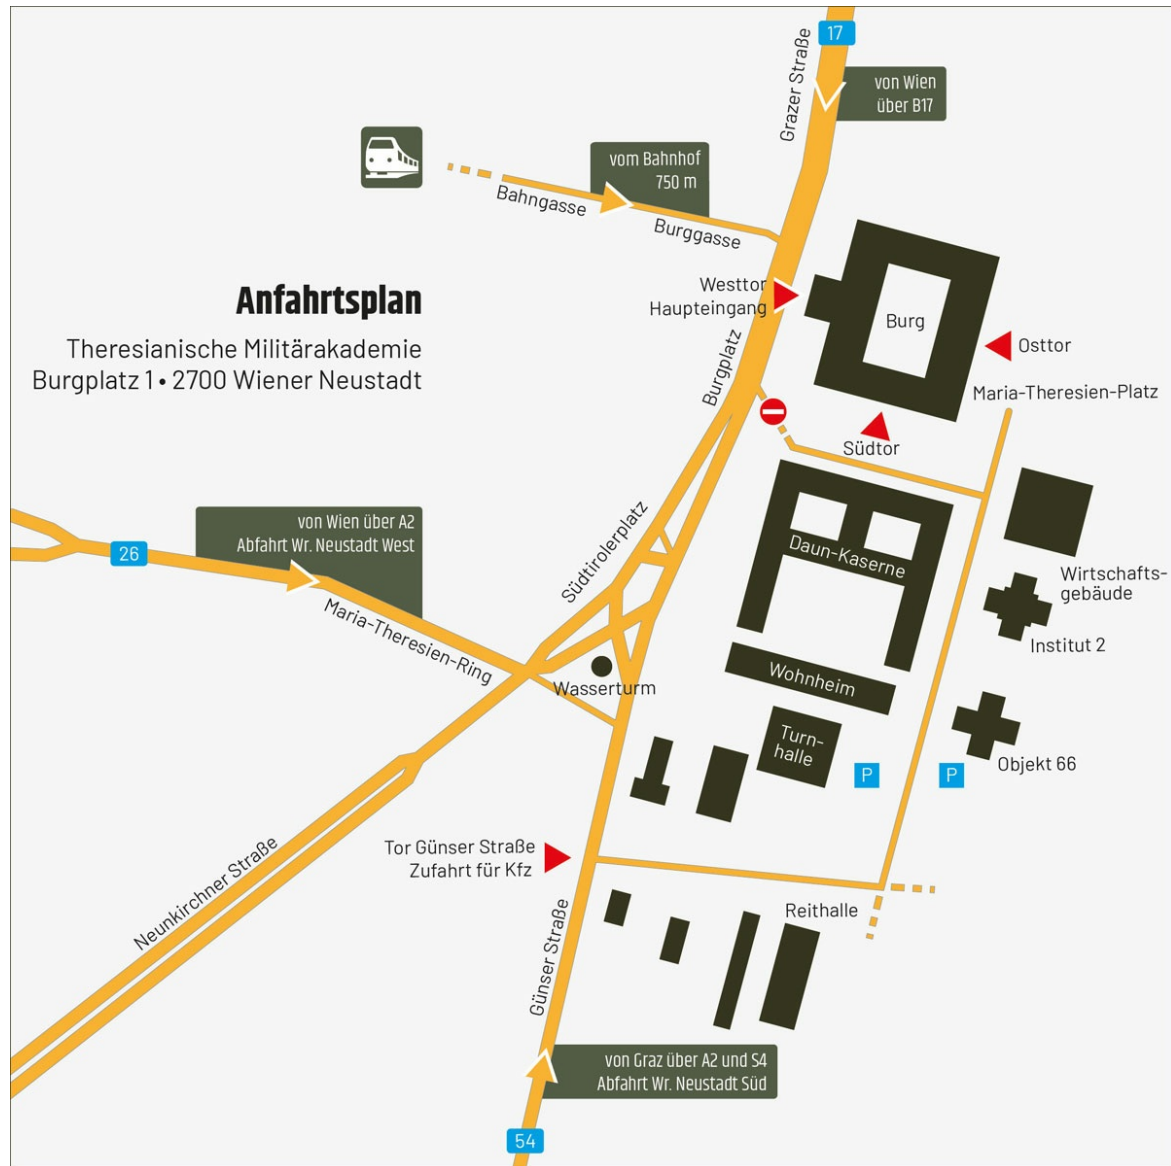 17
Grazer Straße
von Wien
über B17
vom Bahnhof
750 m
Bahngasse
Burggasse
Anfahrtsplan
Theresianische Militärakademie
Burgplatz 1 • 2700 Wiener Neustadt
Westtor
Haupteingang
Burg
Osttor
Burgplatz
Maria-Theresien-Platz
Südtor
von Wien über A2
Abfahrt Wr. Neustadt West
26
Maria-Theresien-Ring
Südtirolerplatz
Daun-Kaserne
Wirtschafts-
gebäude
Institut 2
Wasserturm
Wohnheim
Turn-
halle
P
P
Objekt 66
Neunkirchner Straße
Tor Günser Straße
Zufahrt für Kfz
Günser Straße
Reithalle
von Graz über A2 und S4
Abfahrt Wr. Neustadt Süd
54